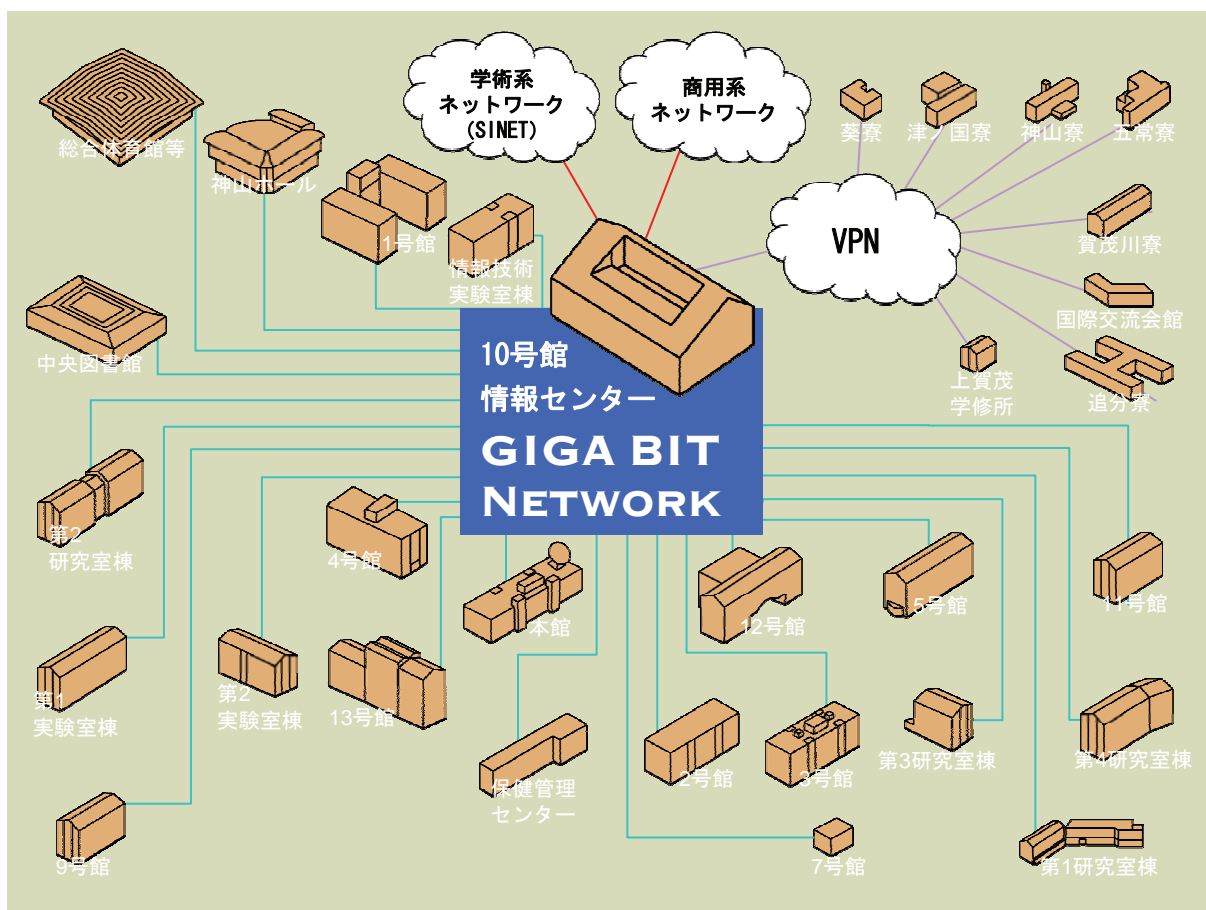 学術系
ネットワーク
(SINET)
商用系
ネットワーク
葵寮
津ノ国寮
神山寮
五常寮
総合体育館等
神山ホール
1号館
情報技術
実験室棟
VPN
賀茂川寮
国際交流会館
中央図書館
10号館
情報センター
GIGA BIT
NETWORK
上賀茂
学修所
追分寮
第2
研究室棟
4号館
本館
12号館
5号館
11号館
第1
実験室棟
第2
実験室棟
13号館
保健管理
センター
2号館
3号館
第3研究室棟
第4研究室棟
9号館
7号館
第1研究室棟